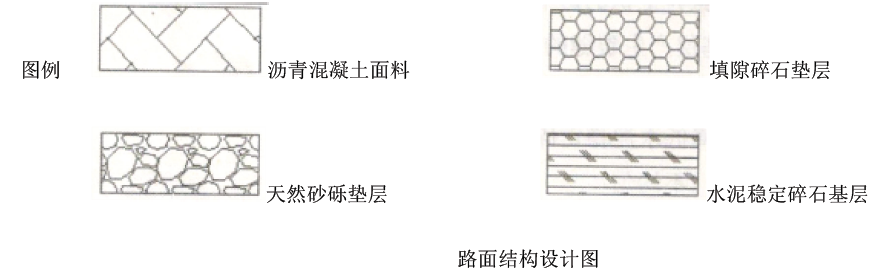 图例
沥青混凝土面料
填隙碎石垫层
天然砂砾垫层
水泥稳定碎石基层
路面结构设计图